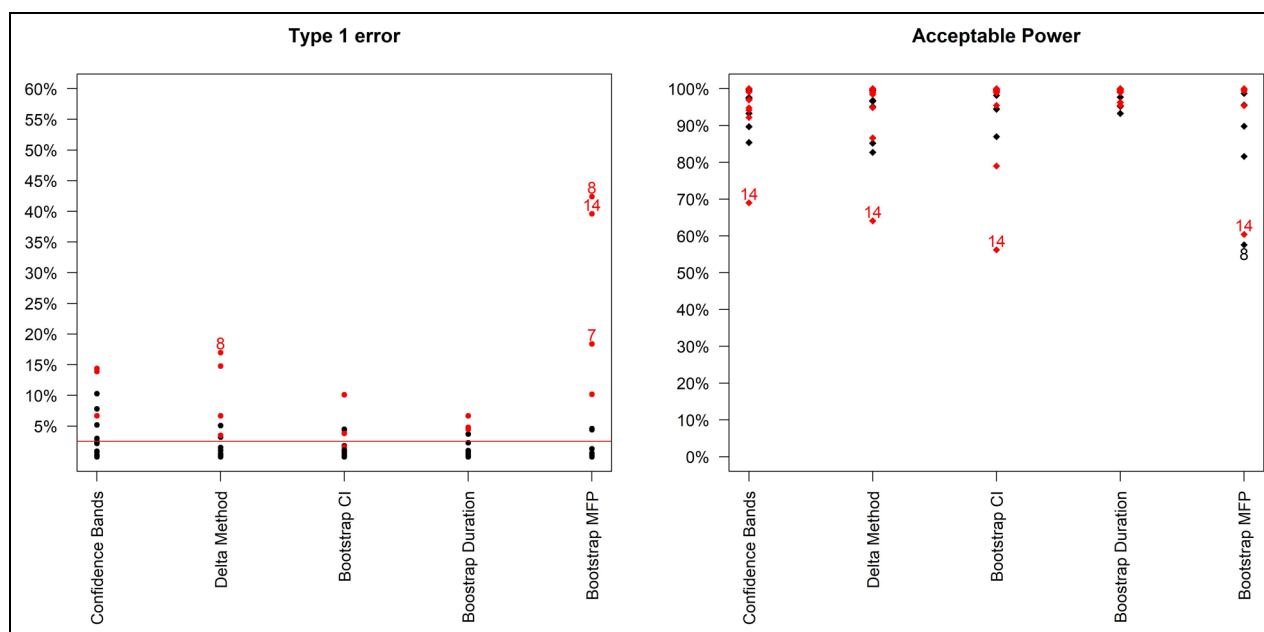 Type 1 error
60%
55%
50%
45%
40%
35%
30%
25%
20%
15%
10%
5%
8
14
7
8
Confidence Bands
Delta Method
Bootstrap CI
Boostrap Duration
Bootstrap MFP
Acceptable Power
100%
90%
80%
70%
60%
50%
40%
30%
20%
10%
0%
14
14
14
14
8
Confidence Bands
Delta Method
Bootstrap CI
Boostrap Duration
Bootstrap MFP